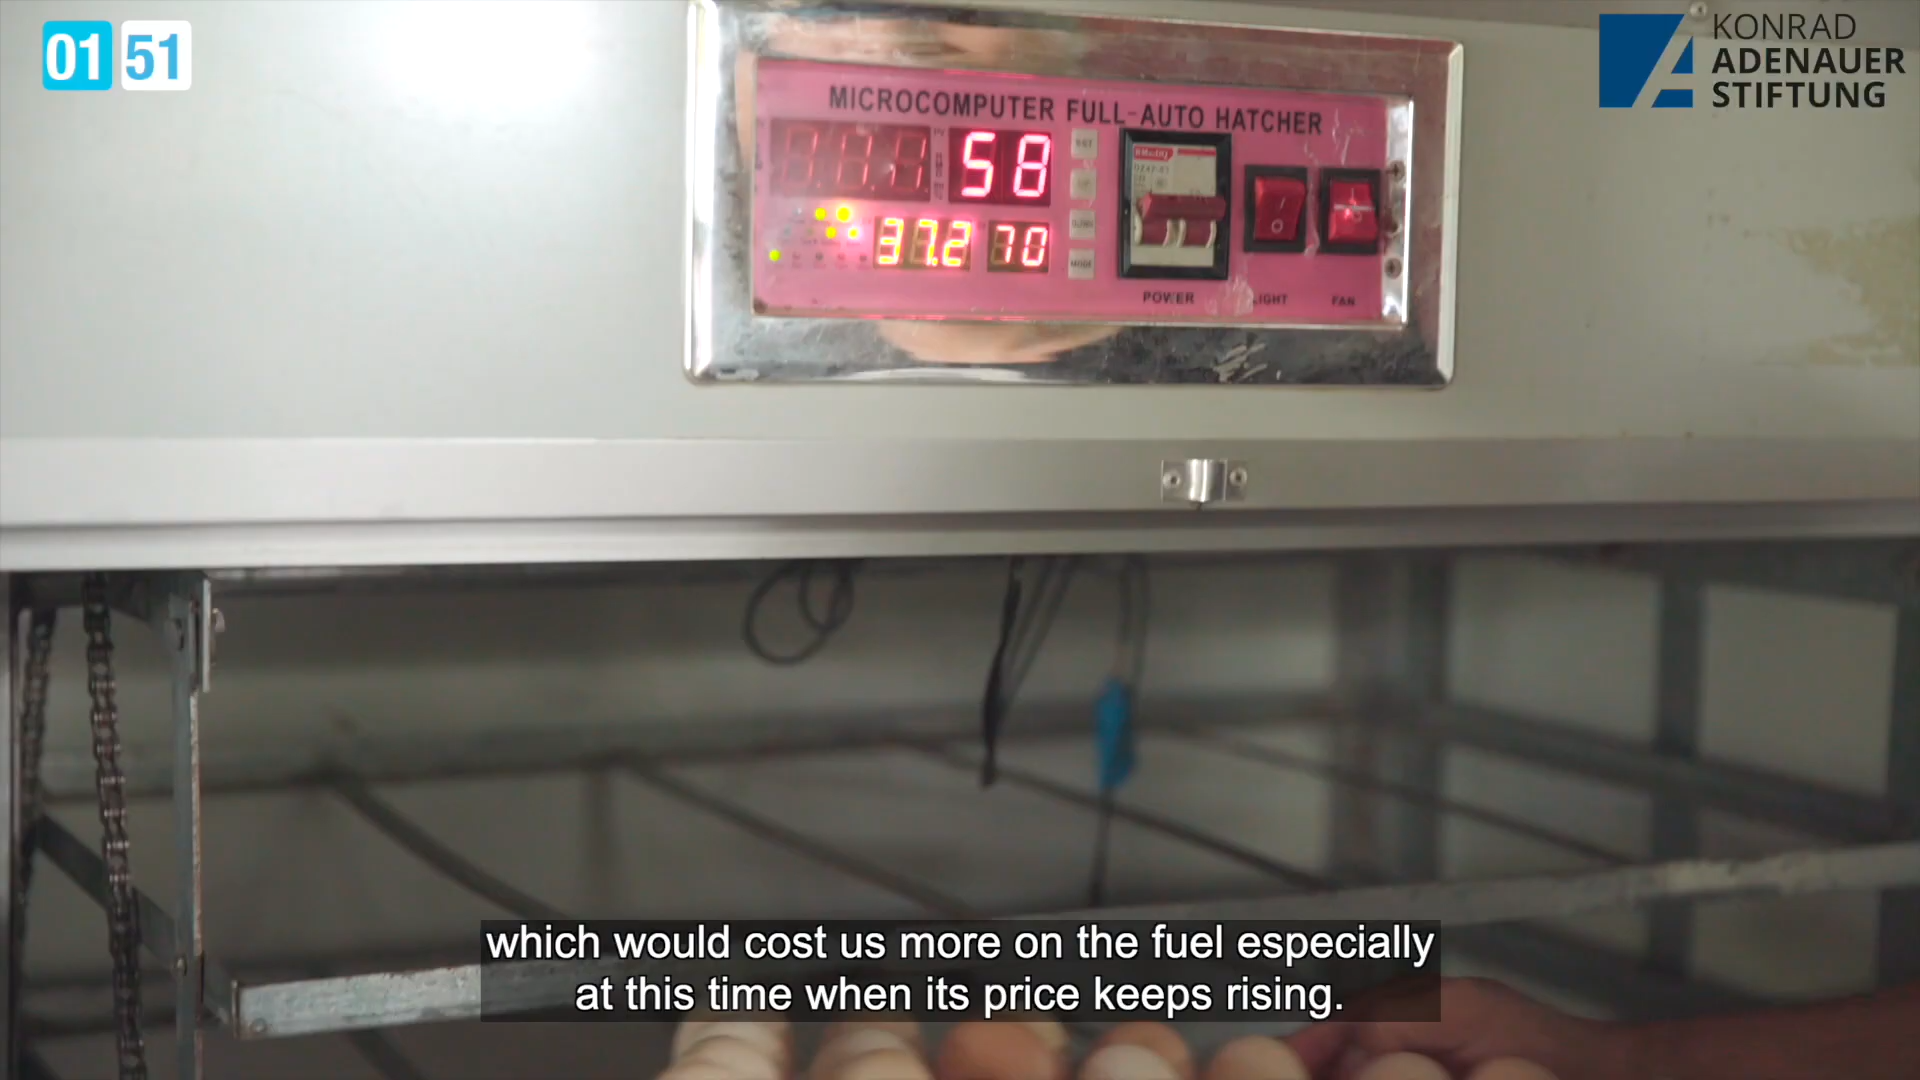 01 51
KONRAD
ADENAUER
STIFTUNG
MICROCOMPUTER FULL-AUTO HATCHER
58
37.2 70
MODE
POWER
FAN
which would cost us more on the fuel especially
at this time when its price keeps rising.